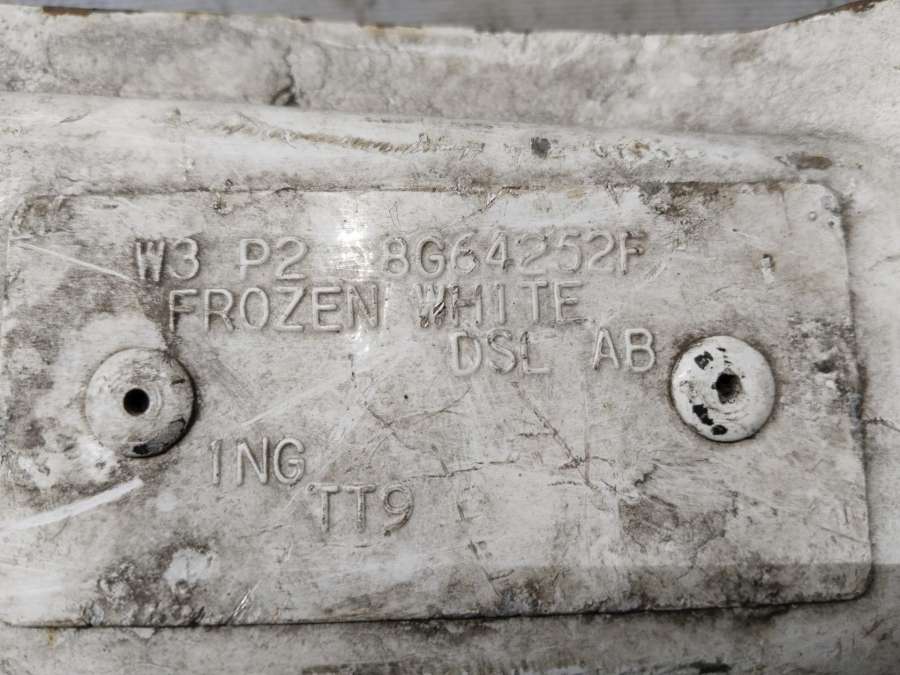 W3 P2 8G64252F
FROZEN WHITE
DSL AB
1NG
TT9